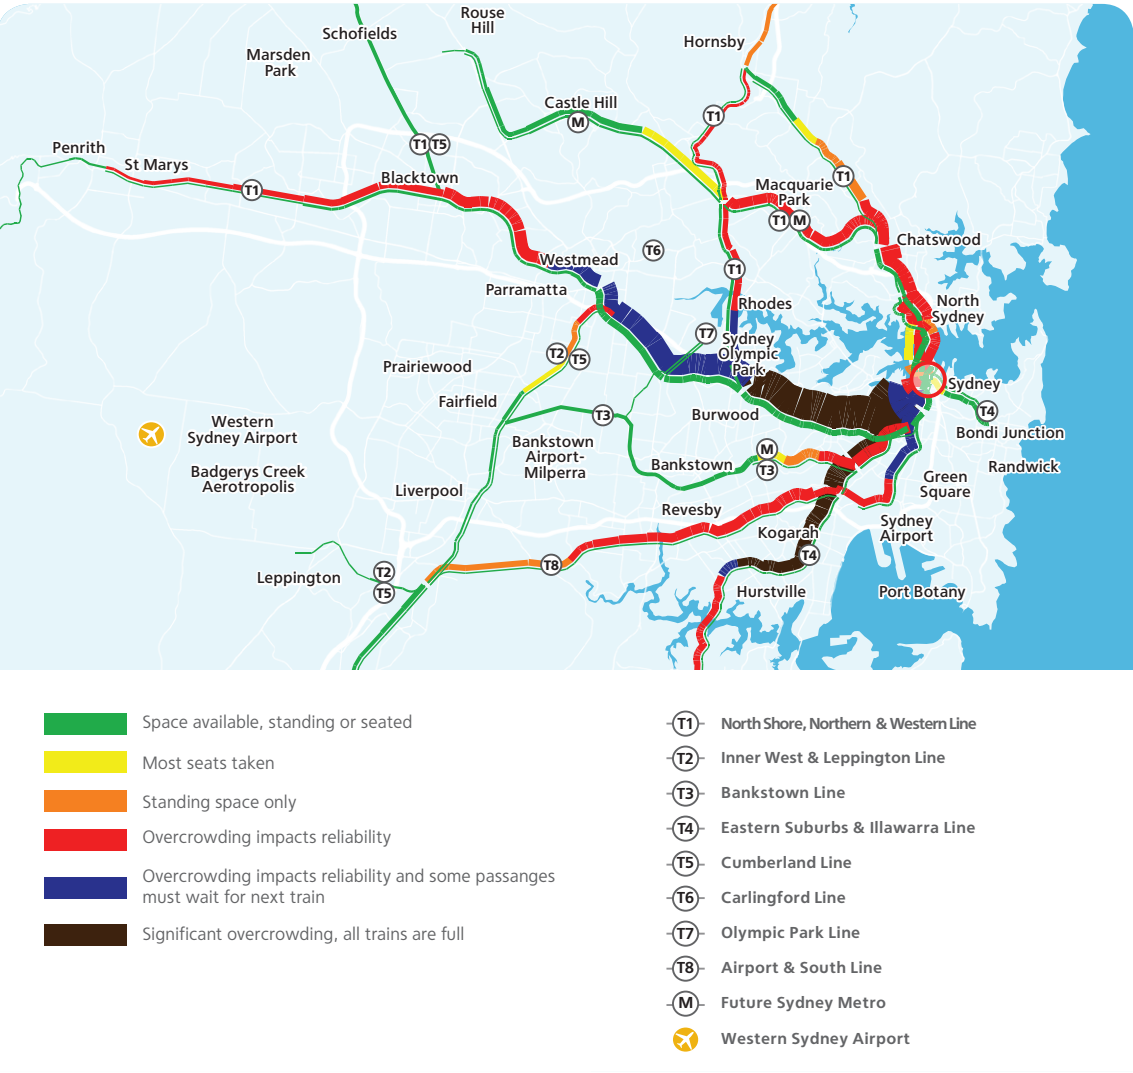 Rouse
Hill
Schofields
Hornsby
Marsden
Park
Castle Hill
M
T1
T1 T5
Penrith
St Marys
Blacktown
T1
T1
Macquarie
Park
T1 M
Chatswood
T6
Westmead
T1
Parramatta
Rhodes
North
Sydney
T7
Sydney
Olympic
Park
T2
T5
Prairiewood
Sydney
Fairfield
T3
Burwood
T4
Bondi Junction
Western
Sydney Airport
Bankstown
Airport-
Milperra
M
T3
Bankstown
Randwick
Badgerys Creek
Aerotropolis
Liverpool
Green
Square
Revesby
Sydney
Airport
Kogarah
T4
T8
Leppington
T2
T5
Hurstville
Port Botany
Space available, standing or seated
Most seats taken
Standing space only
Overcrowding impacts reliability
Overcrowding impacts reliability and some passanges
must wait for next train
Significant overcrowding, all trains are full
T1 North Shore, Northern & Western Line
T2 Inner West & Leppington Line
T3 Bankstown Line
T4 Eastern Suburbs & Illawarra Line
T5 Cumberland Line
T6 Carlingford Line
T7 Olympic Park Line
T8 Airport & South Line
M Future Sydney Metro
Western Sydney Airport